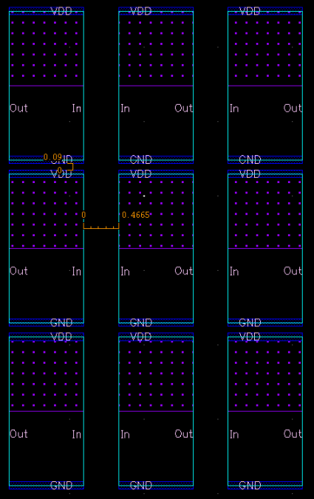 VDD VDD VDD
Out In In Out In Out
GND GND GND
0.09
0
VDD VDD VDD
0 0.4665
Out In In Out In Out
GND GND GND
VDD VDD VDD
Out In In Out In Out
GND GND GND